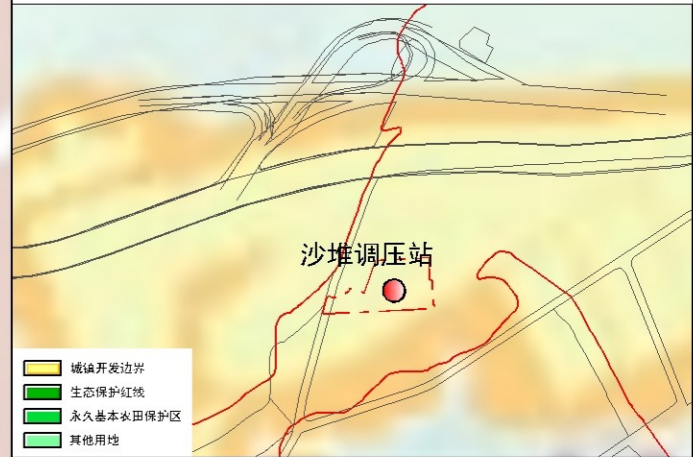 沙堆调压站
城镇开发边界
生态保护红线
永久基本农田保护区
其他用地